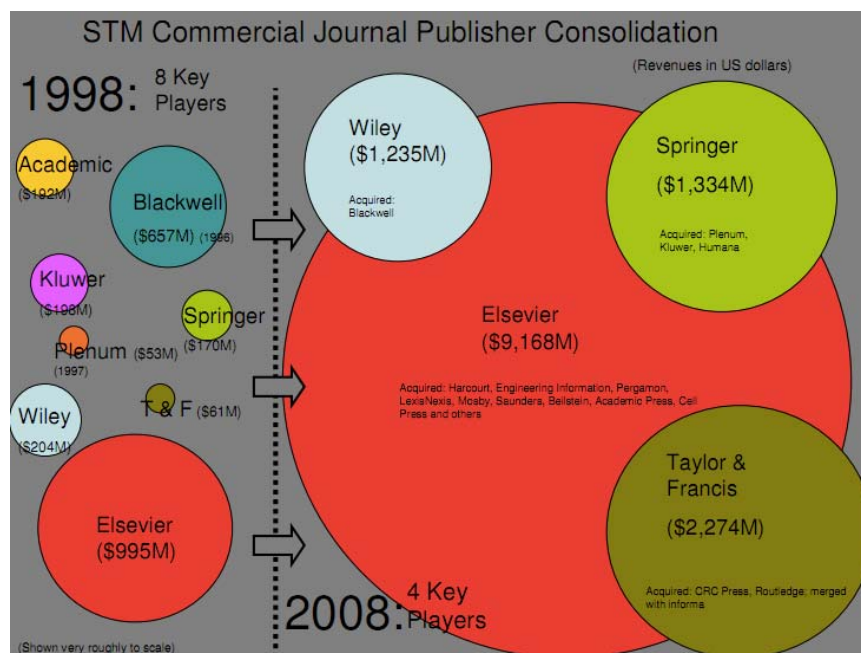 STM Commercial Journal Publisher Consolidation
(Revenues in US dollars)
1998: 8 Key
Players
Academic
($192M)
Blackwell
($657M) (1996)
Kluwer
($198M)
Springer
($170M)
Plenum ($53M)
(1997)
T & F ($61M)
Wiley
($204M)
Elsevier
($995M)
(Shown very roughly to scale)
Wiley
($1,235M)
Acquired:
Blackwell
Springer
($1,334M)
Acquired: Plenum,
Kluwer, Humana
Elsevier
($9,168M)
Acquired: Harcourt, Engineering Information, Pergamon,
LexisNexis, Mosby, Saunders, Beilstein, Academic Press, Cell
Press and others
Taylor &
Francis
($2,274M)
Acquired: CRC Press, Routledge; merged
with informa
2008: 4 Key
Players